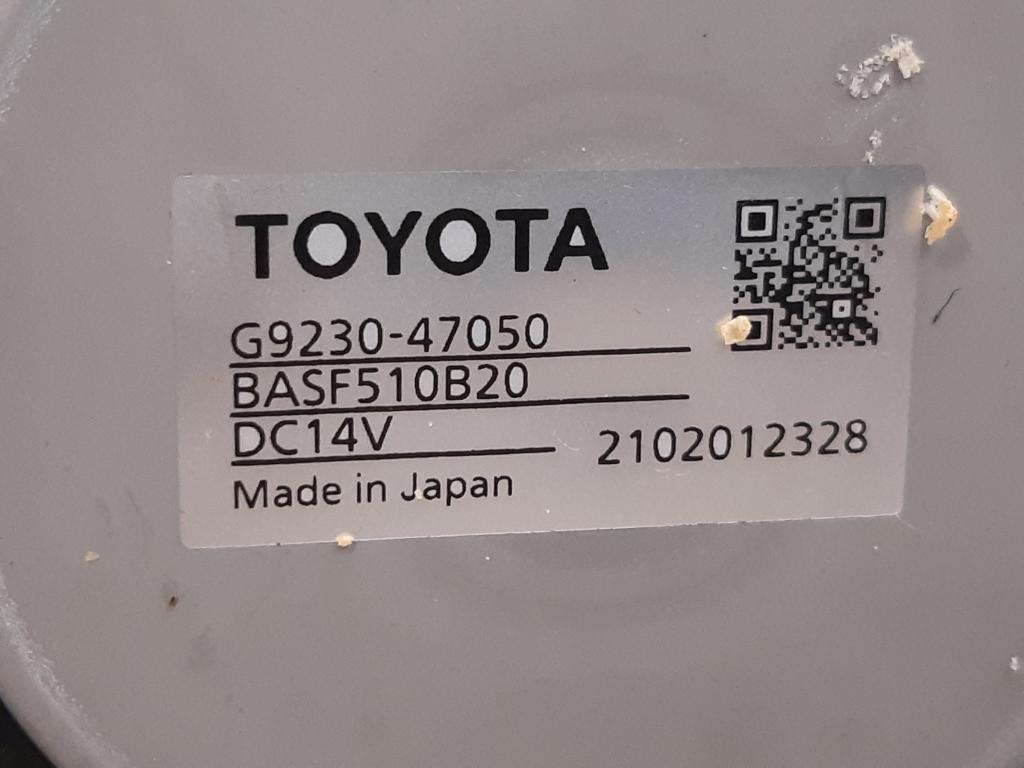 TOYOTA
G9230-47050
BASF510B20
DC14V
2102012328
Made in Japan